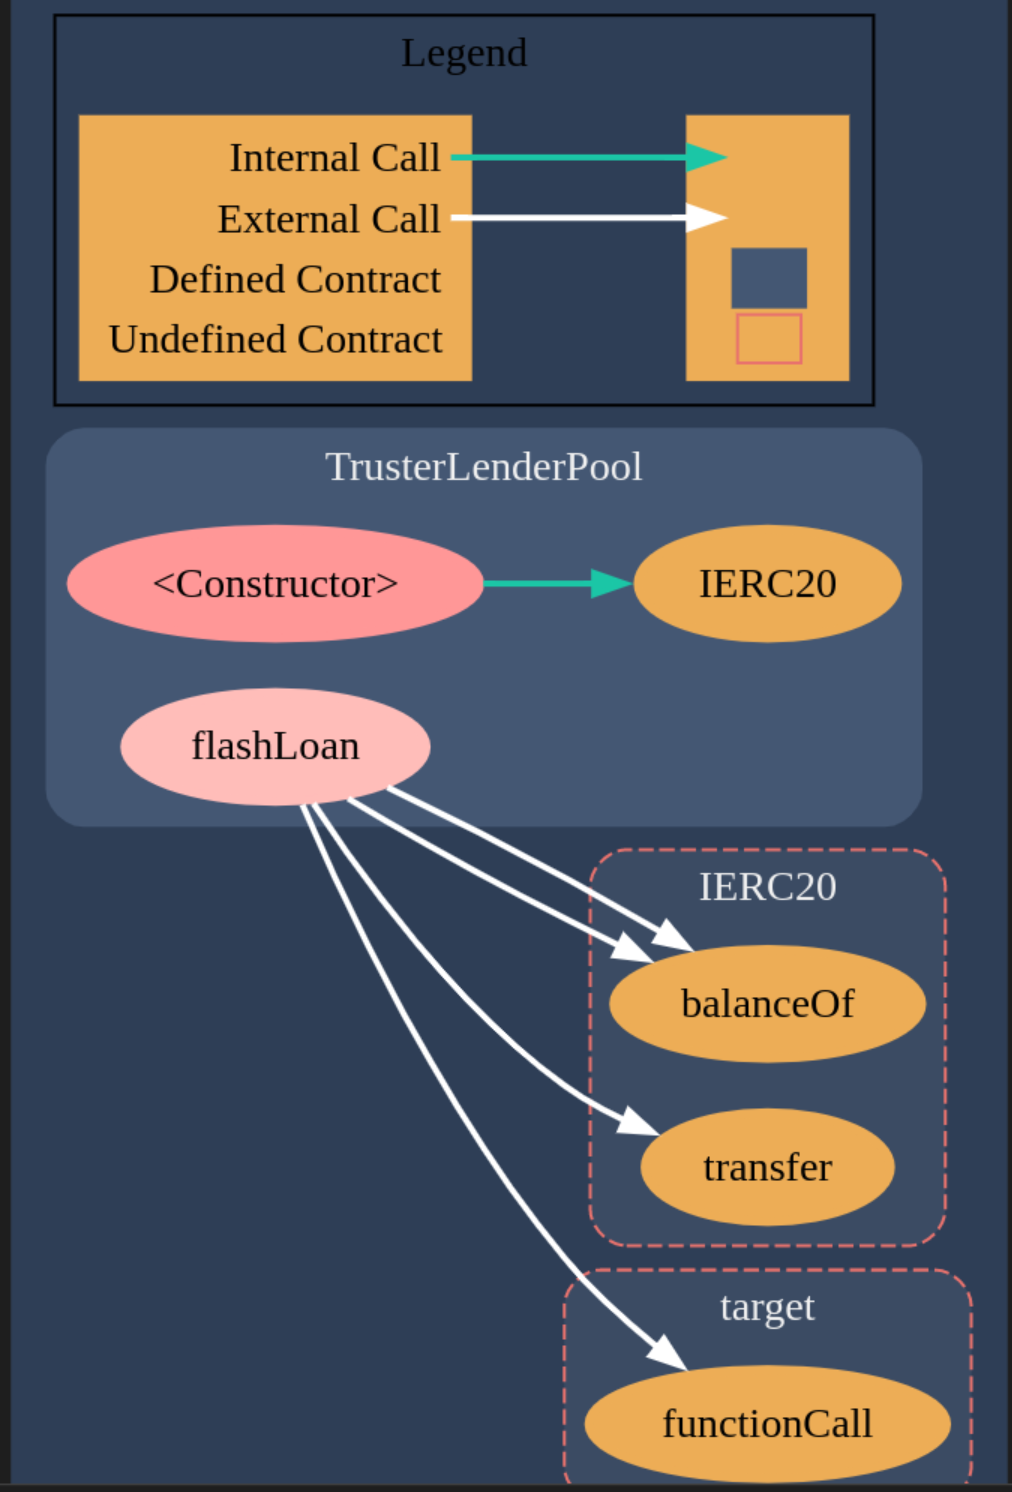 Legend
Internal Call
External Call
Defined Contract
Undefined Contract
TrusterLenderPool
<Constructor>
IERC20
flashLoan
IERC20
balanceOf
transfer
target
functionCall